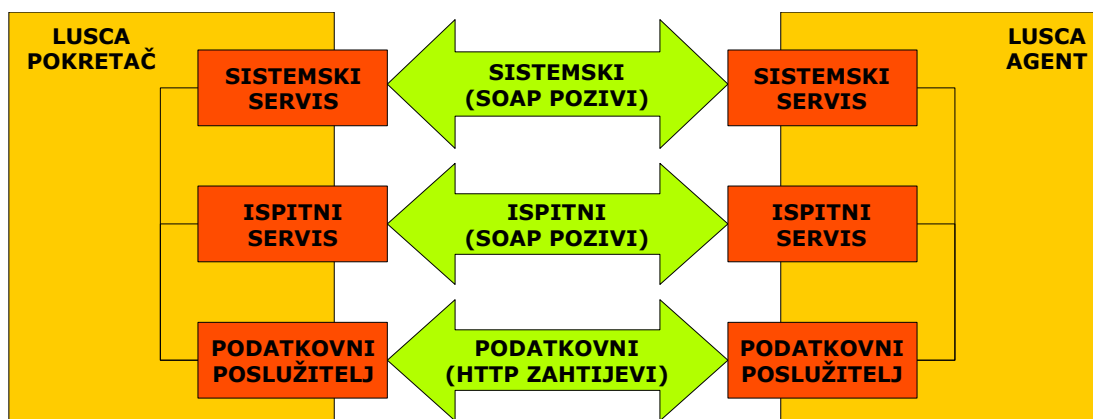 LUSCA
POKRETAČ
LUSCA
AGENT
SISTEMSKI
SERVIS
SISTEMSKI
(SOAP POZIVI)
SISTEMSKI
SERVIS
ISPITNI
SERVIS
ISPITNI
(SOAP POZIVI)
ISPITNI
SERVIS
PODATKOVNI
POSLUŽITELJ
PODATKOVNI
(HTTP ZAHTIJEVI)
PODATKOVNI
POSLUŽITELJ